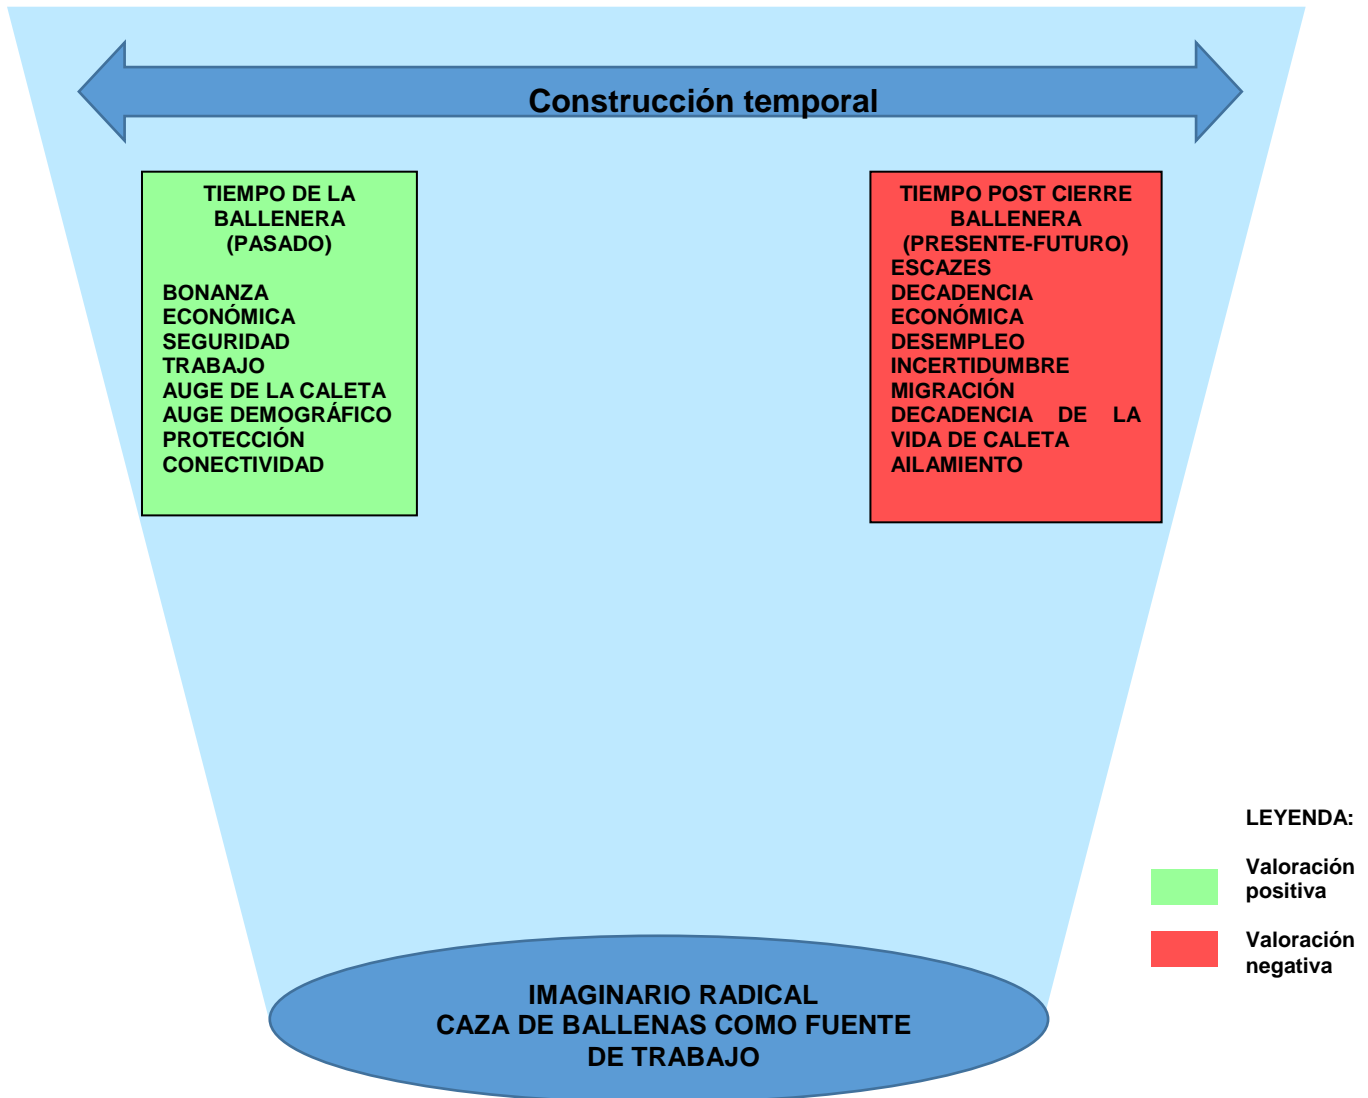 Construcción temporal
TIEMPO DE LA
BALLENERA
(PASADO)
BONANZA
ECONÓMICA
SEGURIDAD
TRABAJO
AUGE DE LA CALETA
AUGE DEMOGRÁFICO
PROTECCIÓN
CONECTIVIDAD
TIEMPO POST CIERRE
BALLENERA
(PRESENTE-FUTURO)
ESCAZES
DECADENCIA
ECONÓMICA
DESEMPLEO
INCERTIDUMBRE
MIGRACIÓN
DECADENCIA DE LA
VIDA DE CALETA
AILAMIENTO
LEYENDA:
Valoración
positiva
Valoración
negativa
IMAGINARIO RADICAL
CAZA DE BALLENAS COMO FUENTE
DE TRABAJO